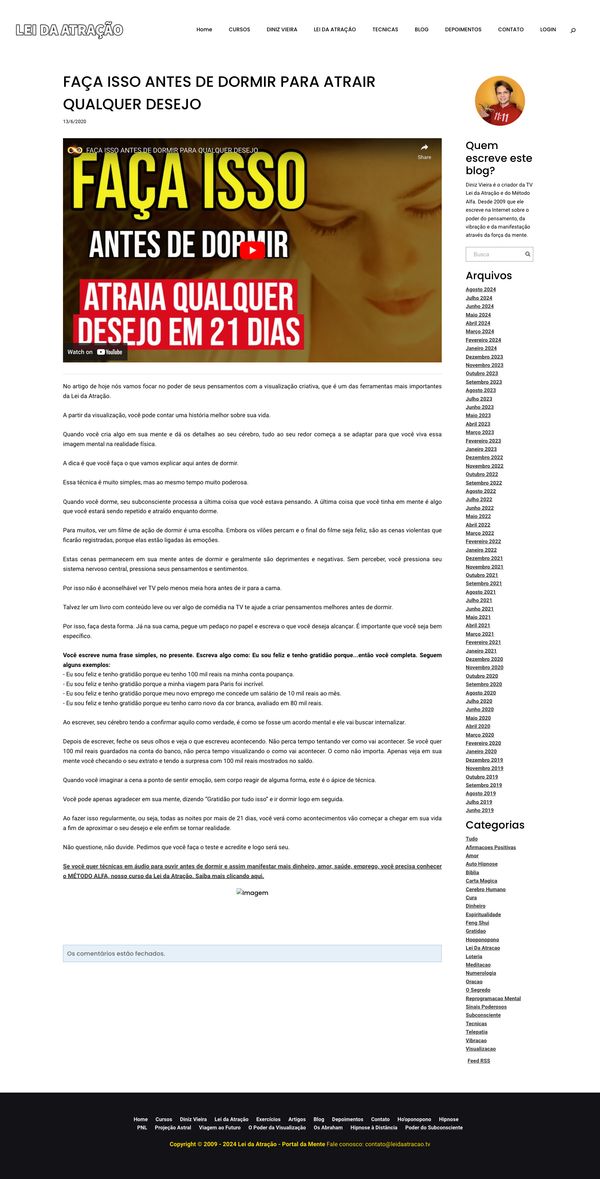 LEI DA ATRAÇÃO
Home CURSOS DINIZ VIEIRA LEI DA ATRAÇÃO TECNICAS BLOG DEPOIMENTOS CONTATO LOGIN
FAÇA ISSO ANTES DE DORMIR PARA ATRAIR
QUALQUER DESEJO
13/6/2020
FAÇA ISSO ANTES DE DORMIR PARA QUALQUER DESEJO
Share
FAÇA ISSO
ANTES DE DORMIR
ATRAIA QUALQUER
DESEJO EM 21 DIAS
Watch on YouTube
No artigo de hoje nós vamos focar no poder de seus pensamentos com a visualização criativa, que é um das ferramentas mais importantes
da Lei da Atração.
A partir da visualização, você pode contar uma história melhor sobre sua vida.
Quando você cria algo em sua mente e dá os detalhes ao seu cérebro, tudo ao seu redor começa a se adaptar para que você viva essa
imagem mental na realidade física.
A dica é que você faça o que vamos explicar aqui antes de dormir.
Essa técnica é muito simples, mas ao mesmo tempo muito poderosa.
Quando você dorme, seu subconsciente processa a última coisa que você estava pensando. A última coisa que você tinha em mente é algo
que você estará sendo repetido e atraído enquanto dorme.
Para muitos, ver um filme de ação de dormir é uma escolha. Embora os vilões percam e o final do filme seja feliz, são as cenas violentas que
ficarão registradas, porque elas estão ligadas às emoções.
Estas cenas permanecem em sua mente antes de dormir e geralmente são deprimentes e negativas. Sem perceber, você pressiona seu
sistema nervoso central, pressiona seus pensamentos e sentimentos.
Por isso não é aconselhável ver TV pelo menos meia hora antes de ir para a cama.
Talvez ler um livro com conteúdo leve ou ver algo de comédia na TV te ajude a criar pensamentos melhores antes de dormir.
Por isso, faça desta forma. Já na sua cama, pegue um pedaço no papel e escreva o que você deseja alcançar. É importante que você seja bem
específico.
Você escreve numa frase simples, no presente. Escreva algo como: Eu sou feliz e tenho gratidão porque...então você completa. Seguem
alguns exemplos:
- Eu sou feliz e tenho gratidão porque eu tenho 100 mil reais na minha conta poupança.
- Eu sou feliz e tenho gratidão porque a minha viagem para Paris foi incrível.
- Eu sou feliz e tenho gratidão porque meu novo emprego me concede um salário de 10 mil reais ao mês.
- Eu sou feliz e tenho gratidão porque eu tenho carro novo da cor branca, avaliado em 80 mil reais.
Ao escrever, seu cérebro tendo a confirmar aquilo como verdade, é como se fosse um acordo mental e ele vai buscar internalizar.
Depois de escrever, feche os seus olhos e veja o que escreveu acontecendo. Não perca tempo tentando ver como vai acontecer. Se você quer
100 mil reais guardados na conta do banco, não perca tempo visualizando o como vai acontecer. O como não importa. Apenas veja em sua
mente você checando o seu extrato e tendo a surpresa com 100 mil reais mostrados no saldo.
Quando você imaginar a cena a ponto de sentir emoção, sem corpo reagir de alguma forma, este é o ápice de técnica.
Você pode apenas agradecer em sua mente, dizendo "Gratidão por tudo isso" e ir dormir logo em seguida.
Ao fazer isso regularmente, ou seja, todas as noites por mais de 21 dias, você verá como acontecimentos vão começar a chegar em sua vida
a fim de aproximar o seu desejo e ele enfim se tornar realidade.
Não questione, não duvide. Pedimos que você faça o teste e acredite e logo será seu.
Se você quer técnicas em áudio para ouvir antes de dormir e assim manifestar mais dinheiro, amor, saúde, emprego, você precisa conhecer
o MÉTODO ALFA, nosso curso da Lei da Atração. Saiba mais clicando aqui.
Imagem
Os comentários estão fechados.
11:11
Quem
escreve este
blog?
Diniz Vieira é o criador da TV
Lei da Atração e do Método
Alfa. Desde 2009 que ele
escreve na Internet sobre o
poder do pensamento, da
vibração e da manifestação
através da força da mente.
Busca
Arquivos
Agosto 2024
Julho 2024
Junho 2024
Maio 2024
Abril 2024
Março 2024
Fevereiro 2024
Janeiro 2024
Dezembro 2023
Novembro 2023
Outubro 2023
Setembro 2023
Agosto 2023
Julho 2023
Junho 2023
Maio 2023
Abril 2023
Março 2023
Fevereiro 2023
Janeiro 2023
Dezembro 2022
Novembro 2022
Outubro 2022
Setembro 2022
Agosto 2022
Julho 2022
Junho 2022
Maio 2022
Abril 2022
Março 2022
Fevereiro 2022
Janeiro 2022
Dezembro 2021
Novembro 2021
Outubro 2021
Setembro 2021
Agosto 2021
Julho 2021
Junho 2021
Maio 2021
Abril 2021
Março 2021
Fevereiro 2021
Janeiro 2021
Dezembro 2020
Novembro 2020
Outubro 2020
Setembro 2020
Agosto 2020
Julho 2020
Junho 2020
Maio 2020
Abril 2020
Março 2020
Fevereiro 2020
Janeiro 2020
Dezembro 2019
Novembro 2019
Outubro 2019
Setembro 2019
Agosto 2019
Julho 2019
Junho 2019
Categorias
Tudo
Afirmacoes Positivas
Amor
Auto Hipnose
Biblia
Carta Magica
Cerebro Humano
Cura
Dinheiro
Espiritualidade
Feng Shui
Gratidao
Hooponopono
Lei Da Atracao
Loteria
Meditacao
Numerologia
Oracao
O Segredo
Reprogramacao Mental
Sinais Poderosos
Subconsciente
Tecnicas
Telepatia
Vibracao
Visualizacao
Feed RSS
Home Cursos Diniz Vieira Lei da Atração Exercícios Artigos Blog Depoimentos Contato Ho'oponopono Hipnose
PNL Projeção Astral Viagem ao Futuro O Poder da Visualização Os Abraham Hipnose à Distância Poder do Subconsciente
Copyright © 2009 - 2024 Lei da Atração - Portal da Mente Fale conosco: contato@leidaatracao.tv